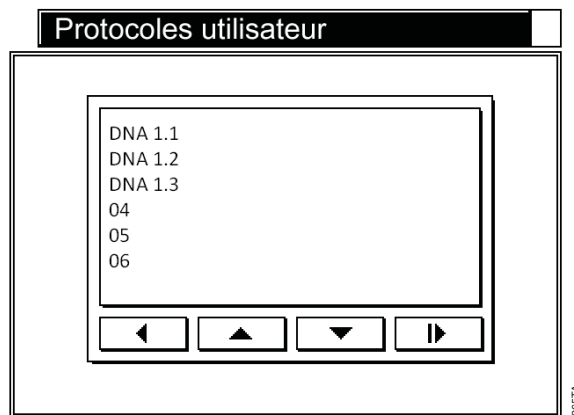 Protocoles utilisateur
DNA 1.1
DNA 1.2
DNA 1.3
04
05
06